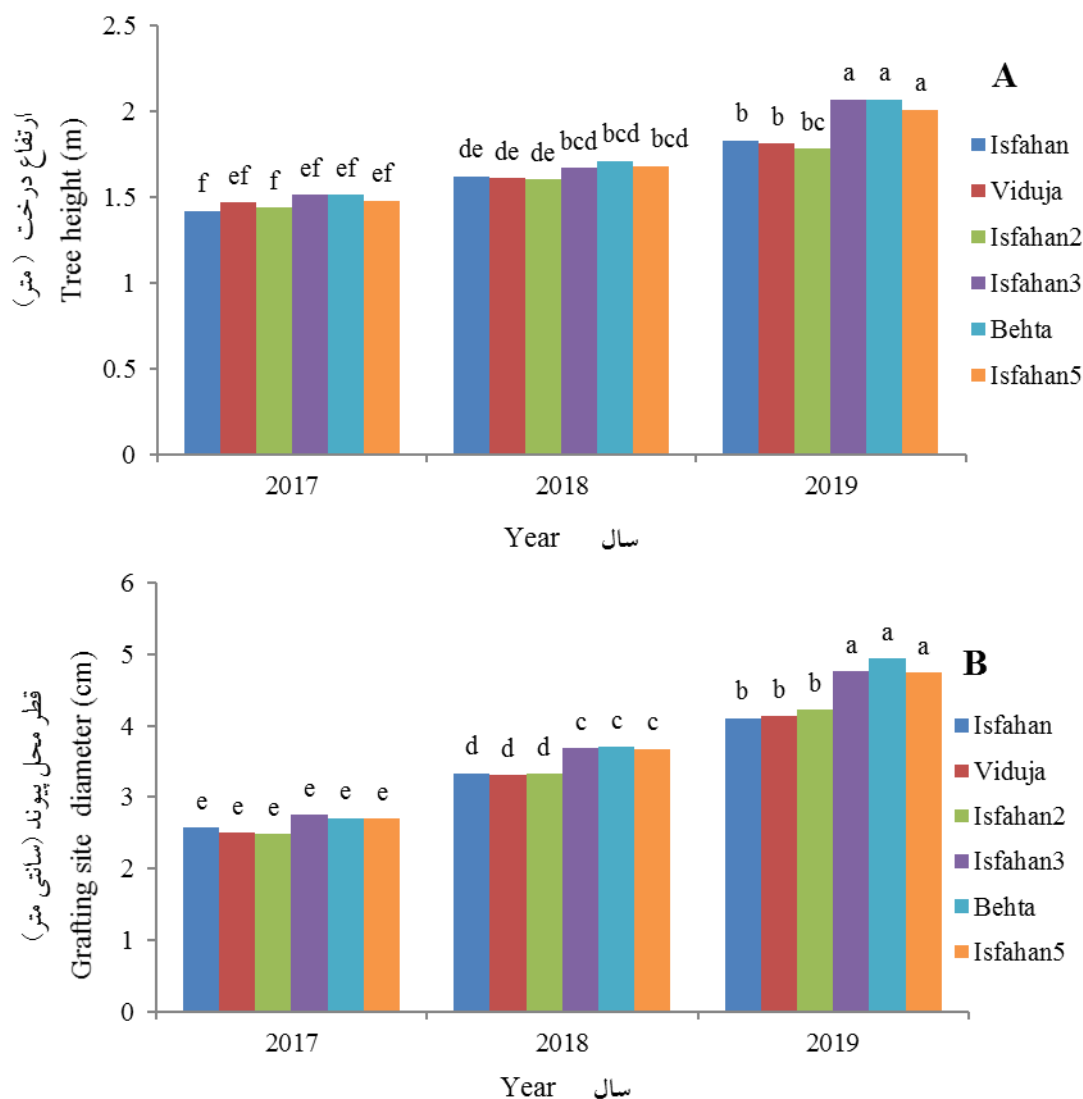 2.5
2
1.5
1
0.5
0
ارتفاع درخت (متر)
Tree height (m)
A
f ef f ef ef ef
de de de bcd bcd bcd
b b bc a a a
Isfahan
Viduja
Isfahan2
Isfahan3
Behta
Isfahan5
2017 2018 2019
Year سال
6
5
4
3
2
1
0
قطر محل پیوند (سانتی متر)
Grafting site diameter (cm)
B
e e e e e e
d d d c c c
b b b a a a
Isfahan
Viduja
Isfahan2
Isfahan3
Behta
Isfahan5
2017 2018 2019
Year سال